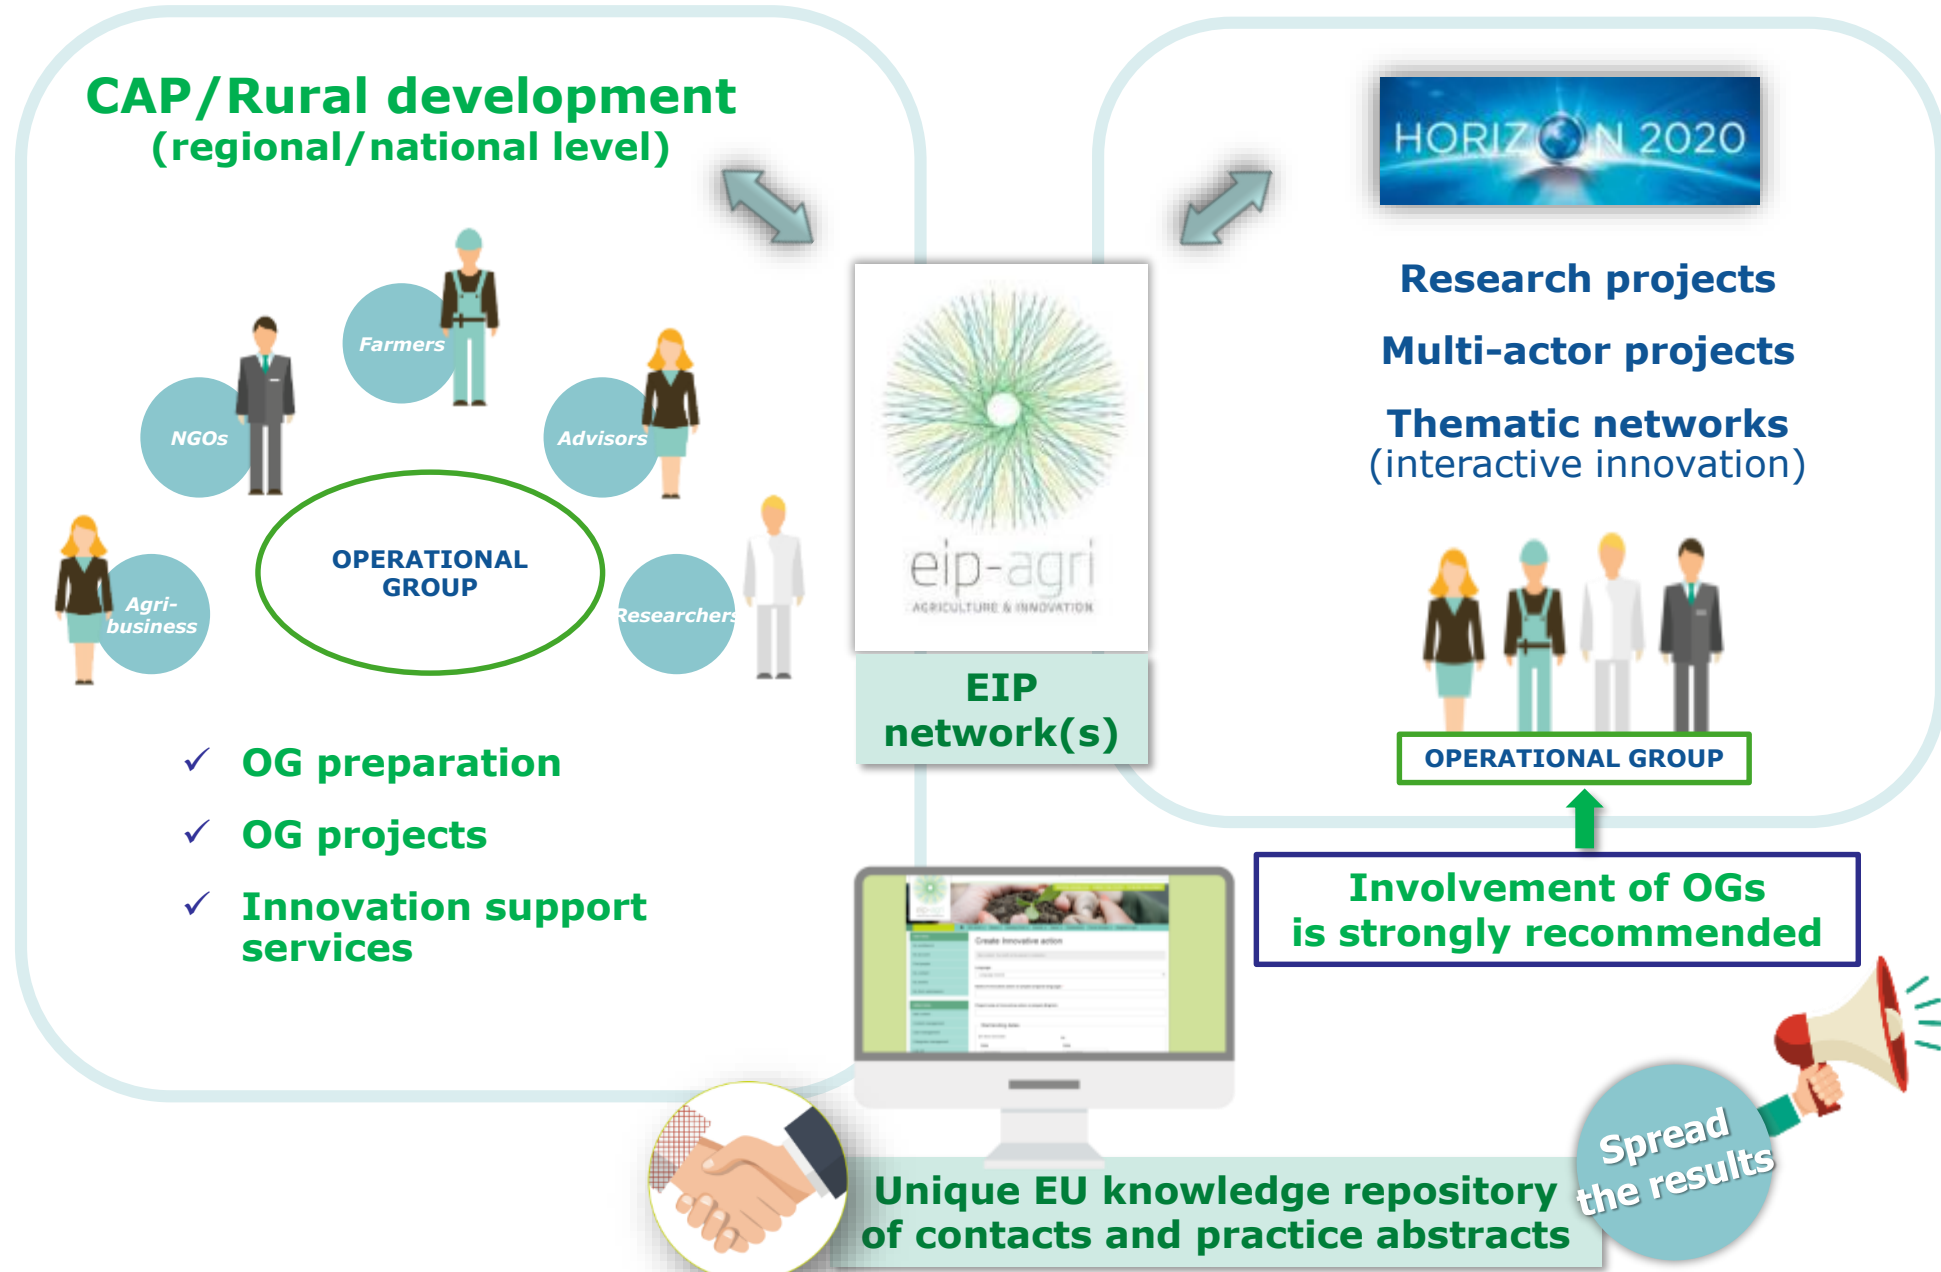 CAP/Rural development
(regional/national level)
Farmers
NGOs
Advisors
OPERATIONAL
GROUP
Agri-
business
Researchers
✓ OG preparation
✓ OG projects
✓ Innovation support
services
eip-agri
AGRICULTURE & INNOVATION
EIP
network(s)
HORIZON 2020
Research projects
Multi-actor projects
Thematic networks
(interactive innovation)
OPERATIONAL GROUP
Involvement of OGs
is strongly recommended
Create Innovative action
Unique EU knowledge repository
of contacts and practice abstracts
Spread
the results